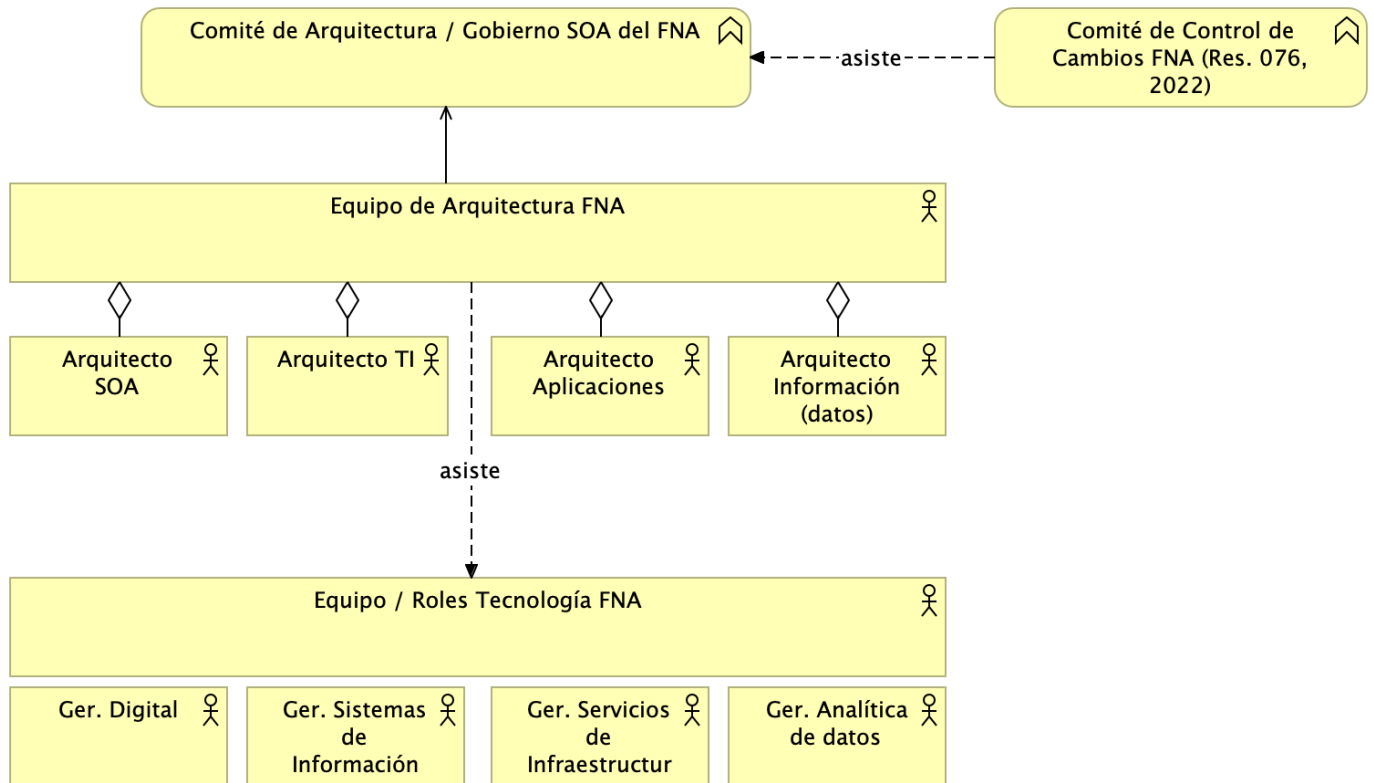 Comité de Arquitectura / Gobierno SOA del FNA
asiste
Comité de Control de
Cambios FNA (Res. 076,
2022)
Equipo de Arquitectura FNA
Arquitecto
SOA
Arquitecto TI
Arquitecto
Aplicaciones
Arquitecto
Información
(datos)
asiste
Equipo / Roles Tecnología FNA
Ger. Digital
Ger. Sistemas
de
Información
Ger. Servicios
de
Infraestructur
Ger. Analítica
de datos